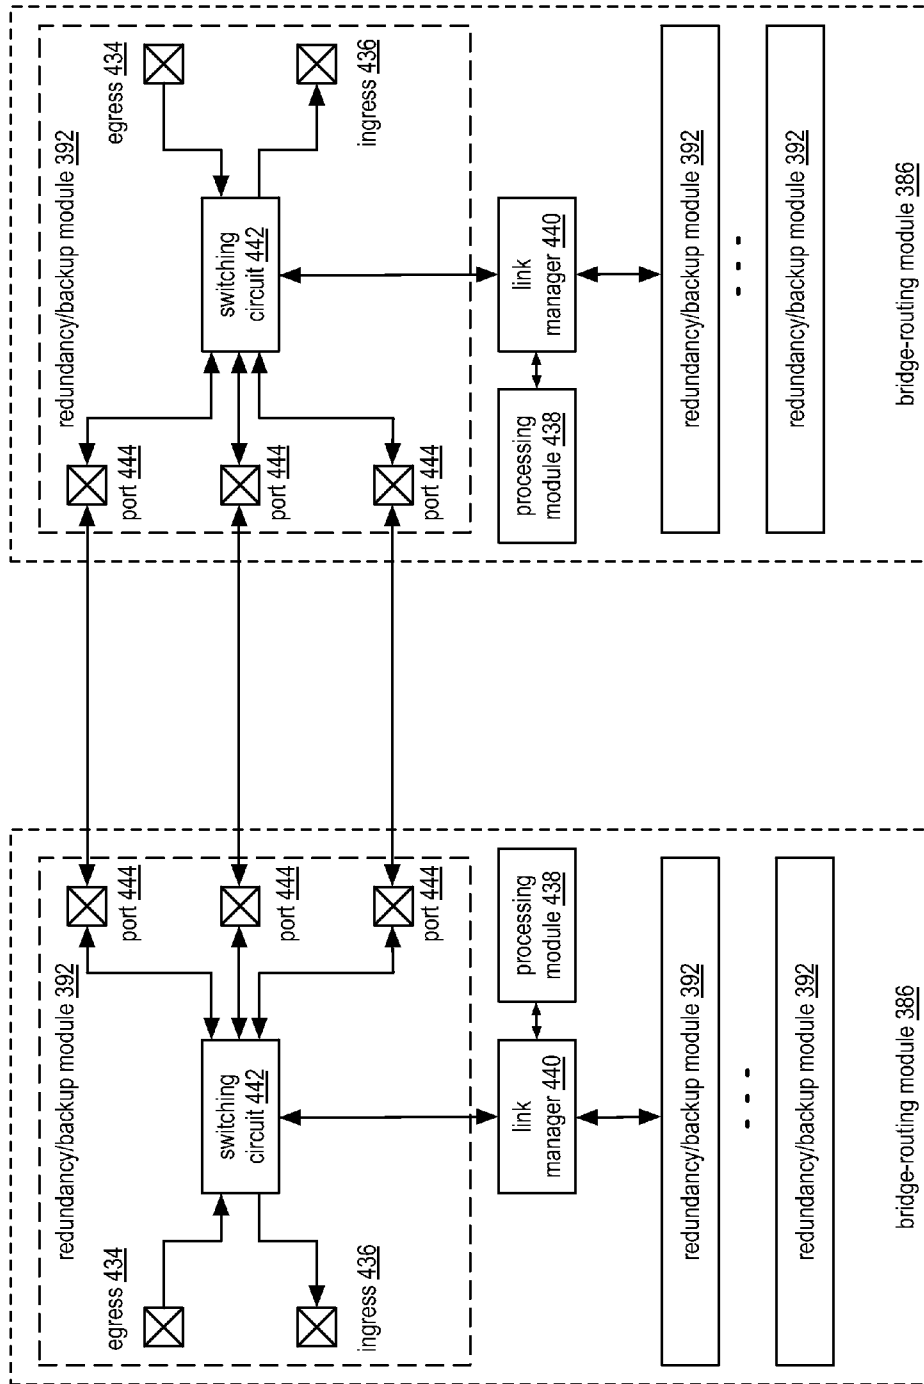 redundancy/backup module 392
egress 434
ingress 436
switching
circuit 442
port 444
port 444
port 444
link
manager 440
processing
module 438
redundancy/backup module 392
redundancy/backup module 392
bridge-routing module 386
redundancy/backup module 392
egress 434
ingress 436
switching
circuit 442
port 444
port 444
port 444
link
manager 440
processing
module 438
redundancy/backup module 392
redundancy/backup module 392
bridge-routing module 386